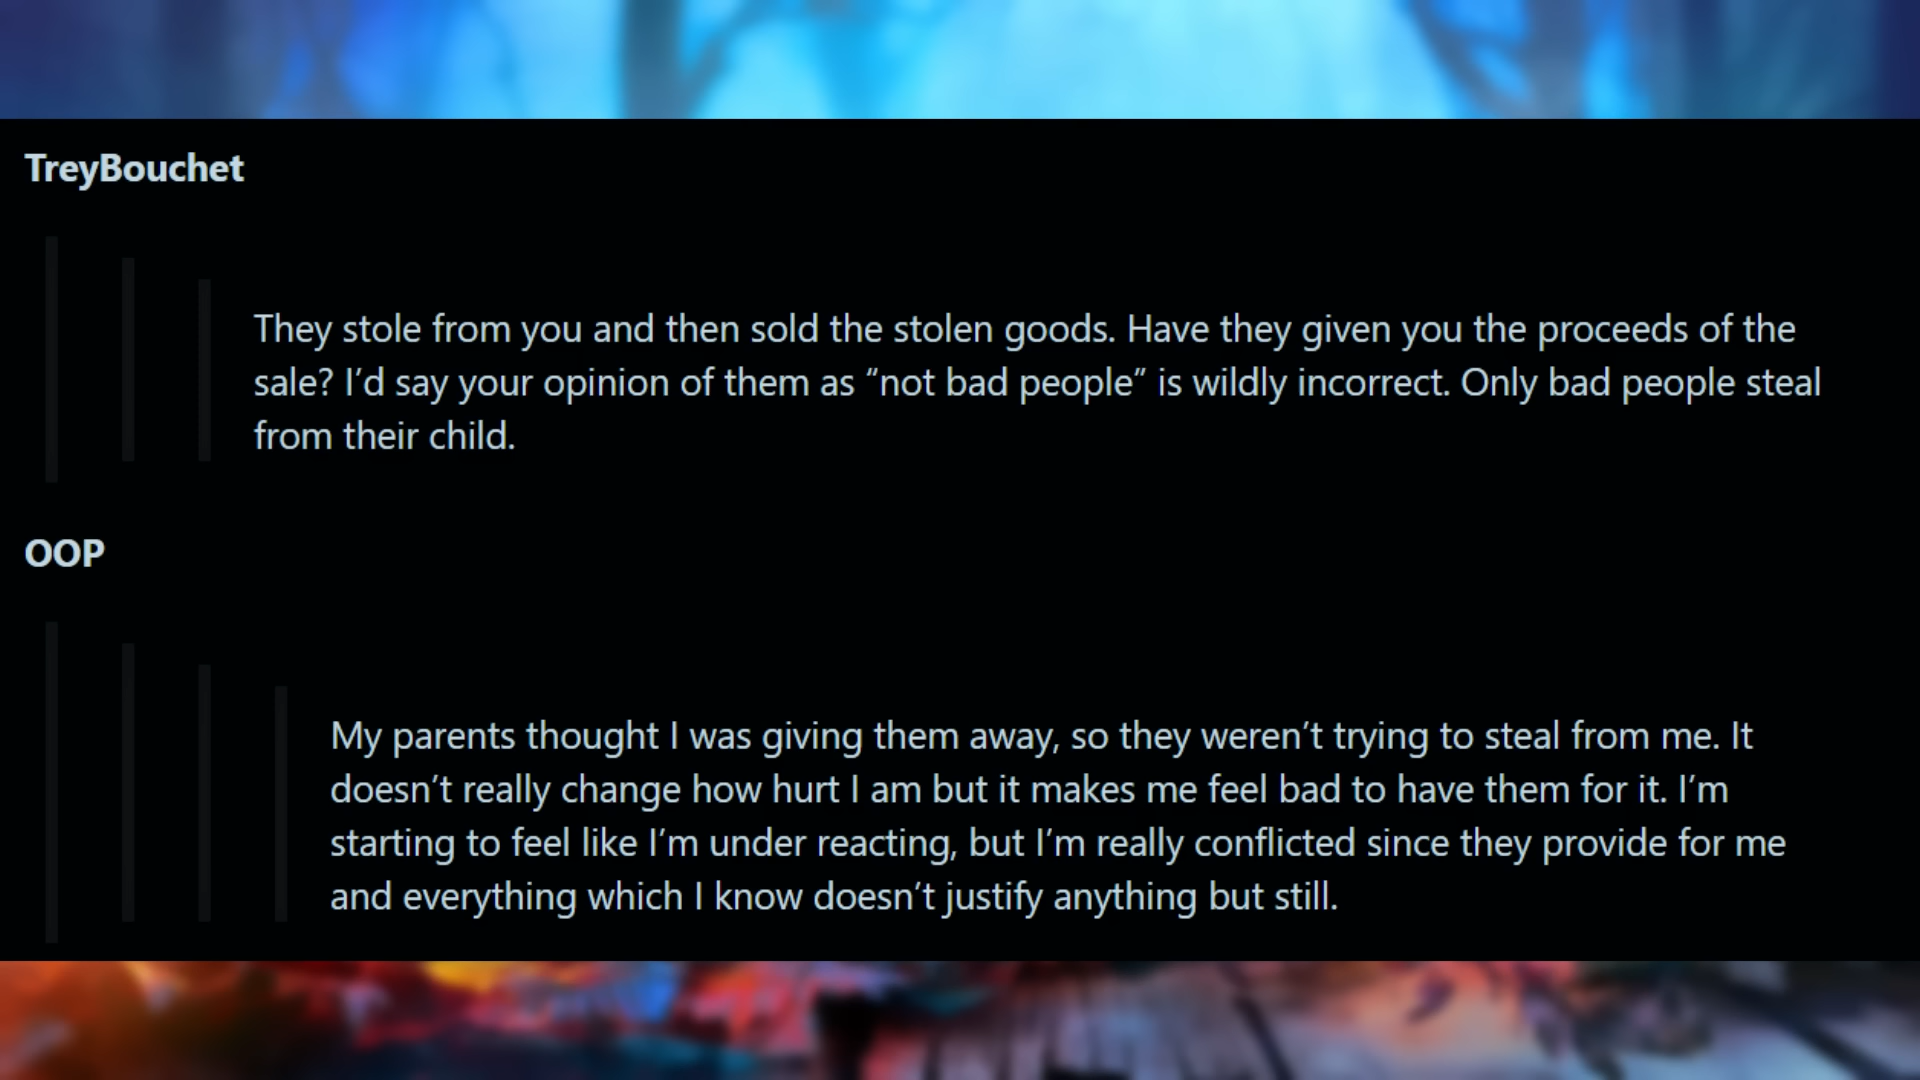 TreyBouchet
They stole from you and then sold the stolen goods. Have they given you the proceeds of the
sale? I’d say your opinion of them as “not bad people” is wildly incorrect. Only bad people steal
from their child.
OOP
My parents thought I was giving them away, so they weren’t trying to steal from me. It
doesn’t really change how hurt I am but it makes me feel bad to have them for it. I’m
starting to feel like I’m under reacting, but I’m really conflicted since they provide for me
and everything which I know doesn’t justify anything but still.